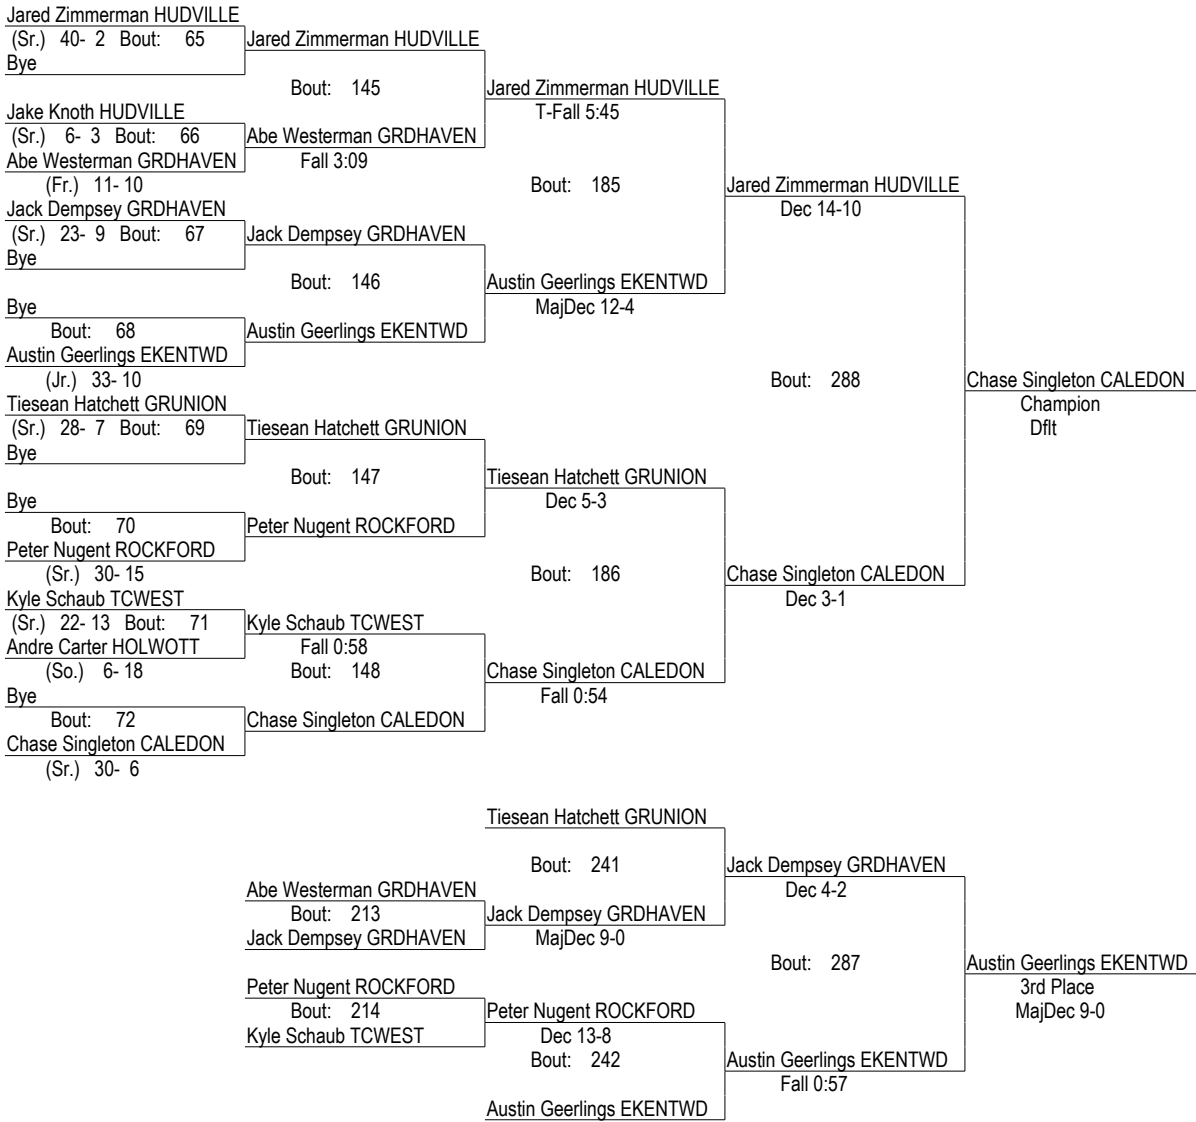 Jared Zimmerman HUDVILLE
(Sr.) 40- 2 Bout: 65
Jared Zimmerman HUDVILLE
Bye
Bout: 145
Jared Zimmerman HUDVILLE
T-Fall 5:45
Jake Knoth HUDVILLE
(Sr.) 6- 3 Bout: 66
Abe Westerman GRDHAVEN
Abe Westerman GRDHAVEN
Fall 3:09
(Fr.) 11- 10
Bout: 185
Jared Zimmerman HUDVILLE
Dec 14-10
Jack Dempsey GRDHAVEN
(Sr.) 23- 9 Bout: 67
Jack Dempsey GRDHAVEN
Bye
Bout: 146
Austin Geerlings EKENTWD
MajDec 12-4
Bye
Bout: 68
Austin Geerlings EKENTWD
Austin Geerlings EKENTWD
(Jr.) 33- 10
Bout: 288
Chase Singleton CALEDON
Champion
Dflt
Tiesean Hatchett GRUNION
(Sr.) 28- 7 Bout: 69
Tiesean Hatchett GRUNION
Bye
Bout: 147
Tiesean Hatchett GRUNION
Dec 5-3
Bye
Bout: 70
Peter Nugent ROCKFORD
Peter Nugent ROCKFORD
(Sr.) 30- 15
Bout: 186
Chase Singleton CALEDON
Dec 3-1
Kyle Schaub TCWEST
(Sr.) 22- 13 Bout: 71
Kyle Schaub TCWEST
Andre Carter HOLWOTT
Fall 0:58
(So.) 6- 18
Bout: 148
Chase Singleton CALEDON
Fall 0:54
Bye
Bout: 72
Chase Singleton CALEDON
Chase Singleton CALEDON
(Sr.) 30- 6
Tiesean Hatchett GRUNION
Bout: 241
Jack Dempsey GRDHAVEN
Dec 4-2
Abe Westerman GRDHAVEN
Bout: 213
Jack Dempsey GRDHAVEN
Jack Dempsey GRDHAVEN
MajDec 9-0
Bout: 287
Austin Geerlings EKENTWD
3rd Place
MajDec 9-0
Peter Nugent ROCKFORD
Bout: 214
Peter Nugent ROCKFORD
Kyle Schaub TCWEST
Dec 13-8
Bout: 242
Austin Geerlings EKENTWD
Fall 0:57
Austin Geerlings EKENTWD